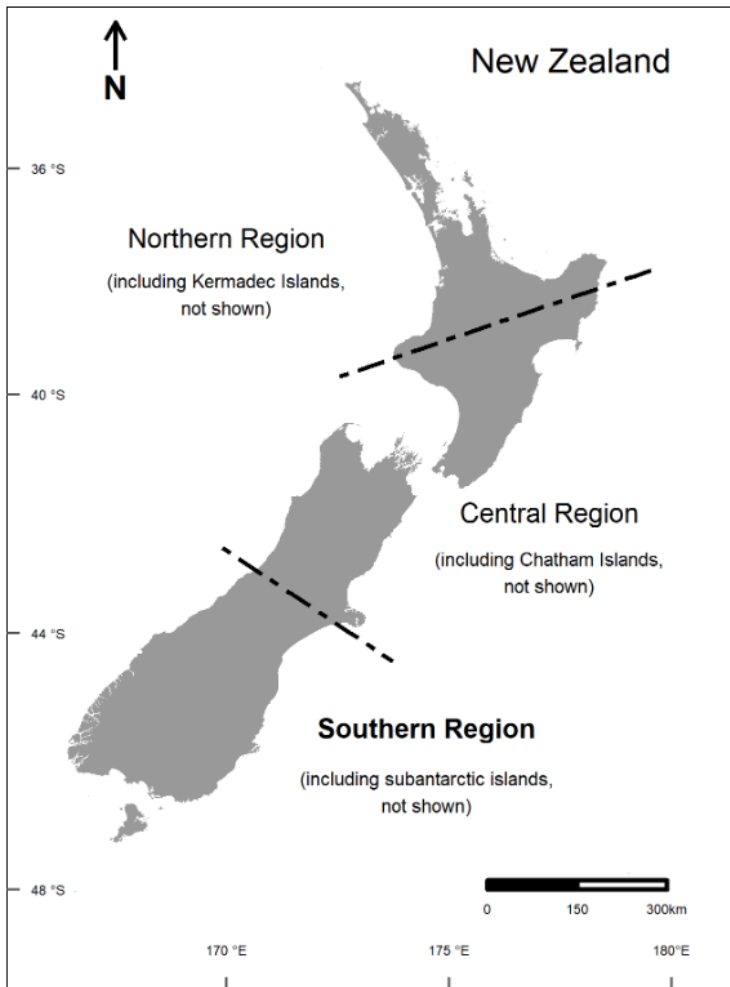 New Zealand
N
36 °S
Northern Region
(including Kermadec Islands,
not shown)
40 °S
Central Region
(including Chatham Islands,
not shown)
44 °S
Southern Region
(including subantarctic islands,
not shown)
48 °S
0 150 300km
170 °E 175 °E 180 °E